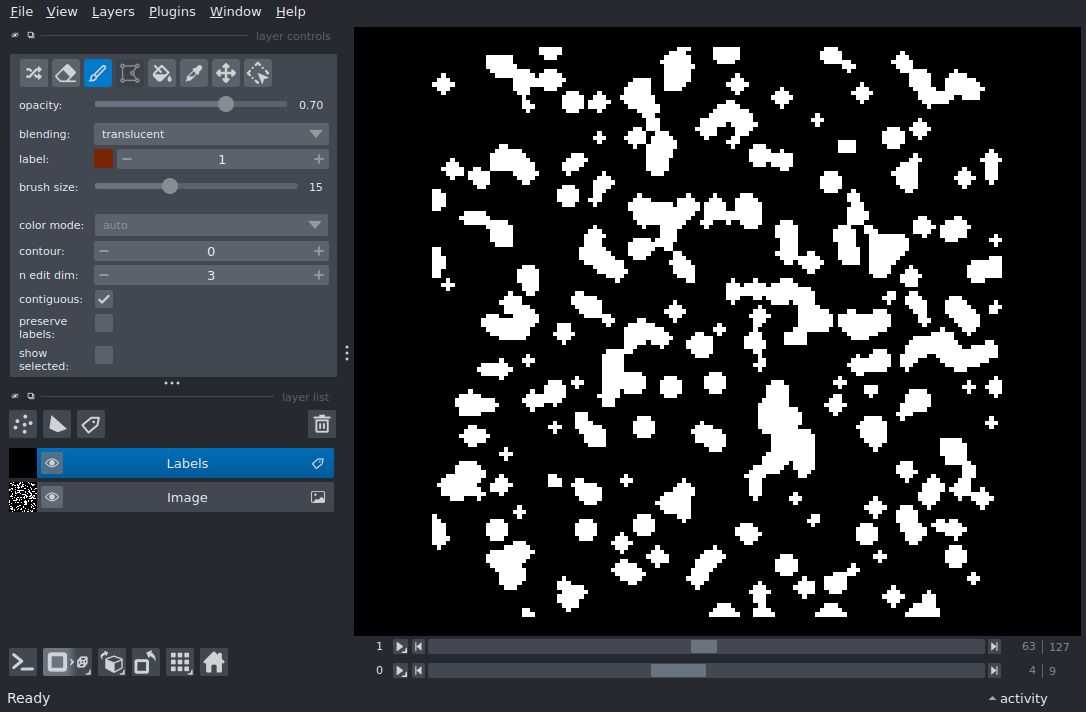 File View Layers Plugins Window Help
layer controls
opacity: 0.70
blending: translucent
label: 1
brush size: 15
color mode: auto
contour: 0
n edit dim: 3
contiguous:
preserve
labels:
show
selected:
layer list
Labels
Image
1 63 127
0 4 9
Ready activity